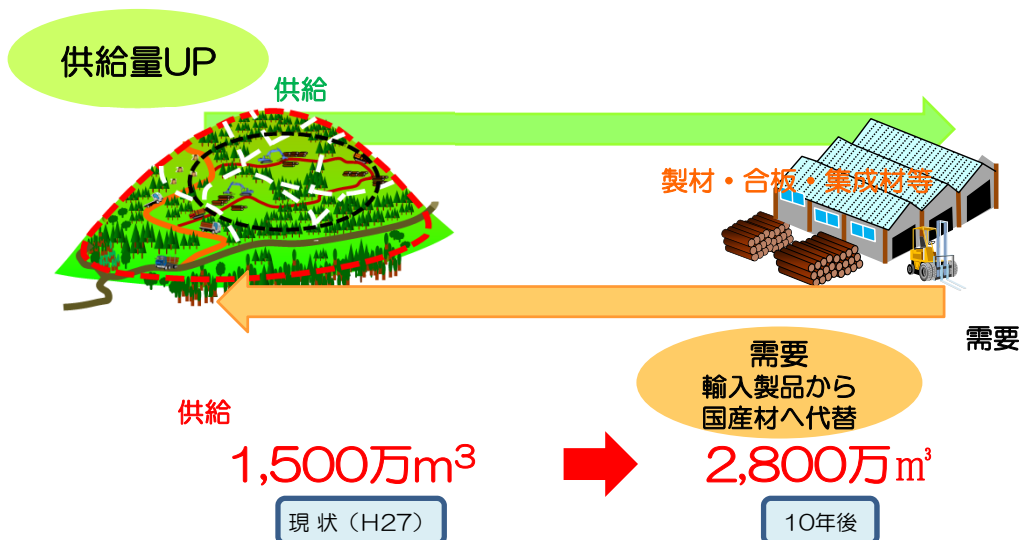 供給量UP
供給
製材・合板・集成材等
需要
需要
輸入製品から
国産材へ代替
供給
1,500万m³
2,800万㎥
現 状（H27）
10年後